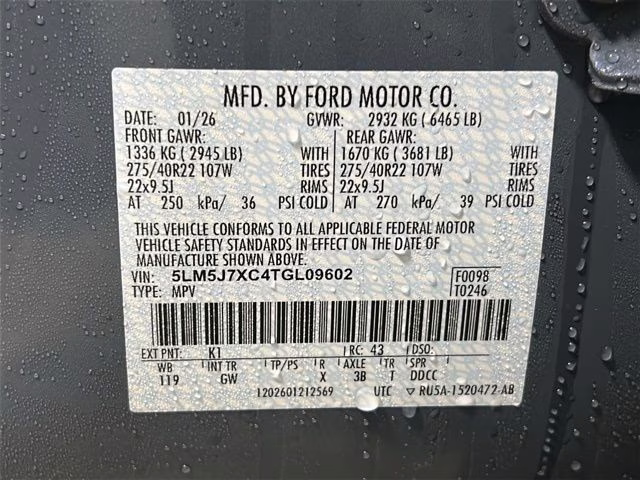 MFD. BY FORD MOTOR CO.
DATE: 01/26 GVWR: 2932 KG ( 6465 LB)
FRONT GAWR: REAR GAWR:
1336 KG ( 2945 LB) WITH 1670 KG ( 3681 LB) WITH
275/40R22 107W TIRES 275/40R22 107W TIRES
22x9.5J RIMS 22x9.5J RIMS
AT 250 kPa/ 36 PSI COLD AT 270 kPa/ 39 PSI COLD
THIS VEHICLE CONFORMS TO ALL APPLICABLE FEDERAL MOTOR
VEHICLE SAFETY STANDARDS IN EFFECT ON THE DATE OF
MANUFACTURE SHOWN ABOVE.
VIN: 5LM5J7XC4TGL09602 F0098
TYPE: MPV T0246
EXT PNT: K1 RC: 43 DSO:
WB INT TR TP/PS R AXLE TR SPR
119 GW X 3B T DDCC
1202601212569 UTC ▽ RU5A-1520472-AB